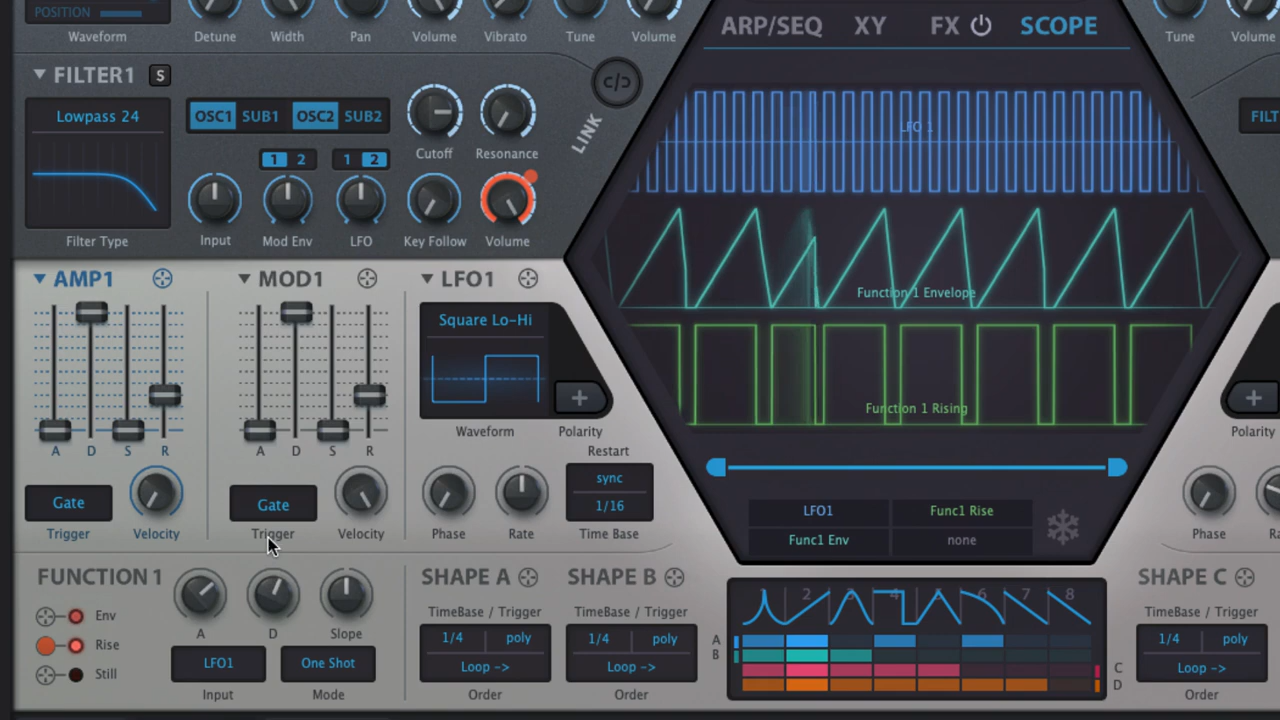 POSITION
Waveform Detune Width Pan Volume Vibrato Tune Volume
ARP/SEQ XY FX SCOPE
Tune Volume
FILTER1 S
Lowpass 24
Filter Type
OSC1 SUB1 OSC2 SUB2
1 2 1 2
Cutoff Resonance
Input Mod Env LFO Key Follow Volume
LINK
FILT
LFO 1
Function 1 Envelope
Function 1 Rising
LFO1 Func1 Rise
Func1 Env none
AMP1
A D S R
Gate
Trigger Velocity
MOD1
A D S R
Gate
Trigger Velocity
LFO1
Square Lo-Hi
Waveform Polarity
+
Restart
sync
1/16
Phase Rate Time Base
+
Polarity
Phase
FUNCTION 1
Env
Rise
Still
A D Slope
LFO1 One Shot
Input Mode
SHAPE A
TimeBase / Trigger
1/4 poly
Loop ->
Order
SHAPE B
TimeBase / Trigger
1/4 poly
Loop ->
Order
1 2 3 4 5 6 7 8
A
B
C
D
SHAPE C
TimeBase / Trigger
1/4 poly
Loop ->
Order